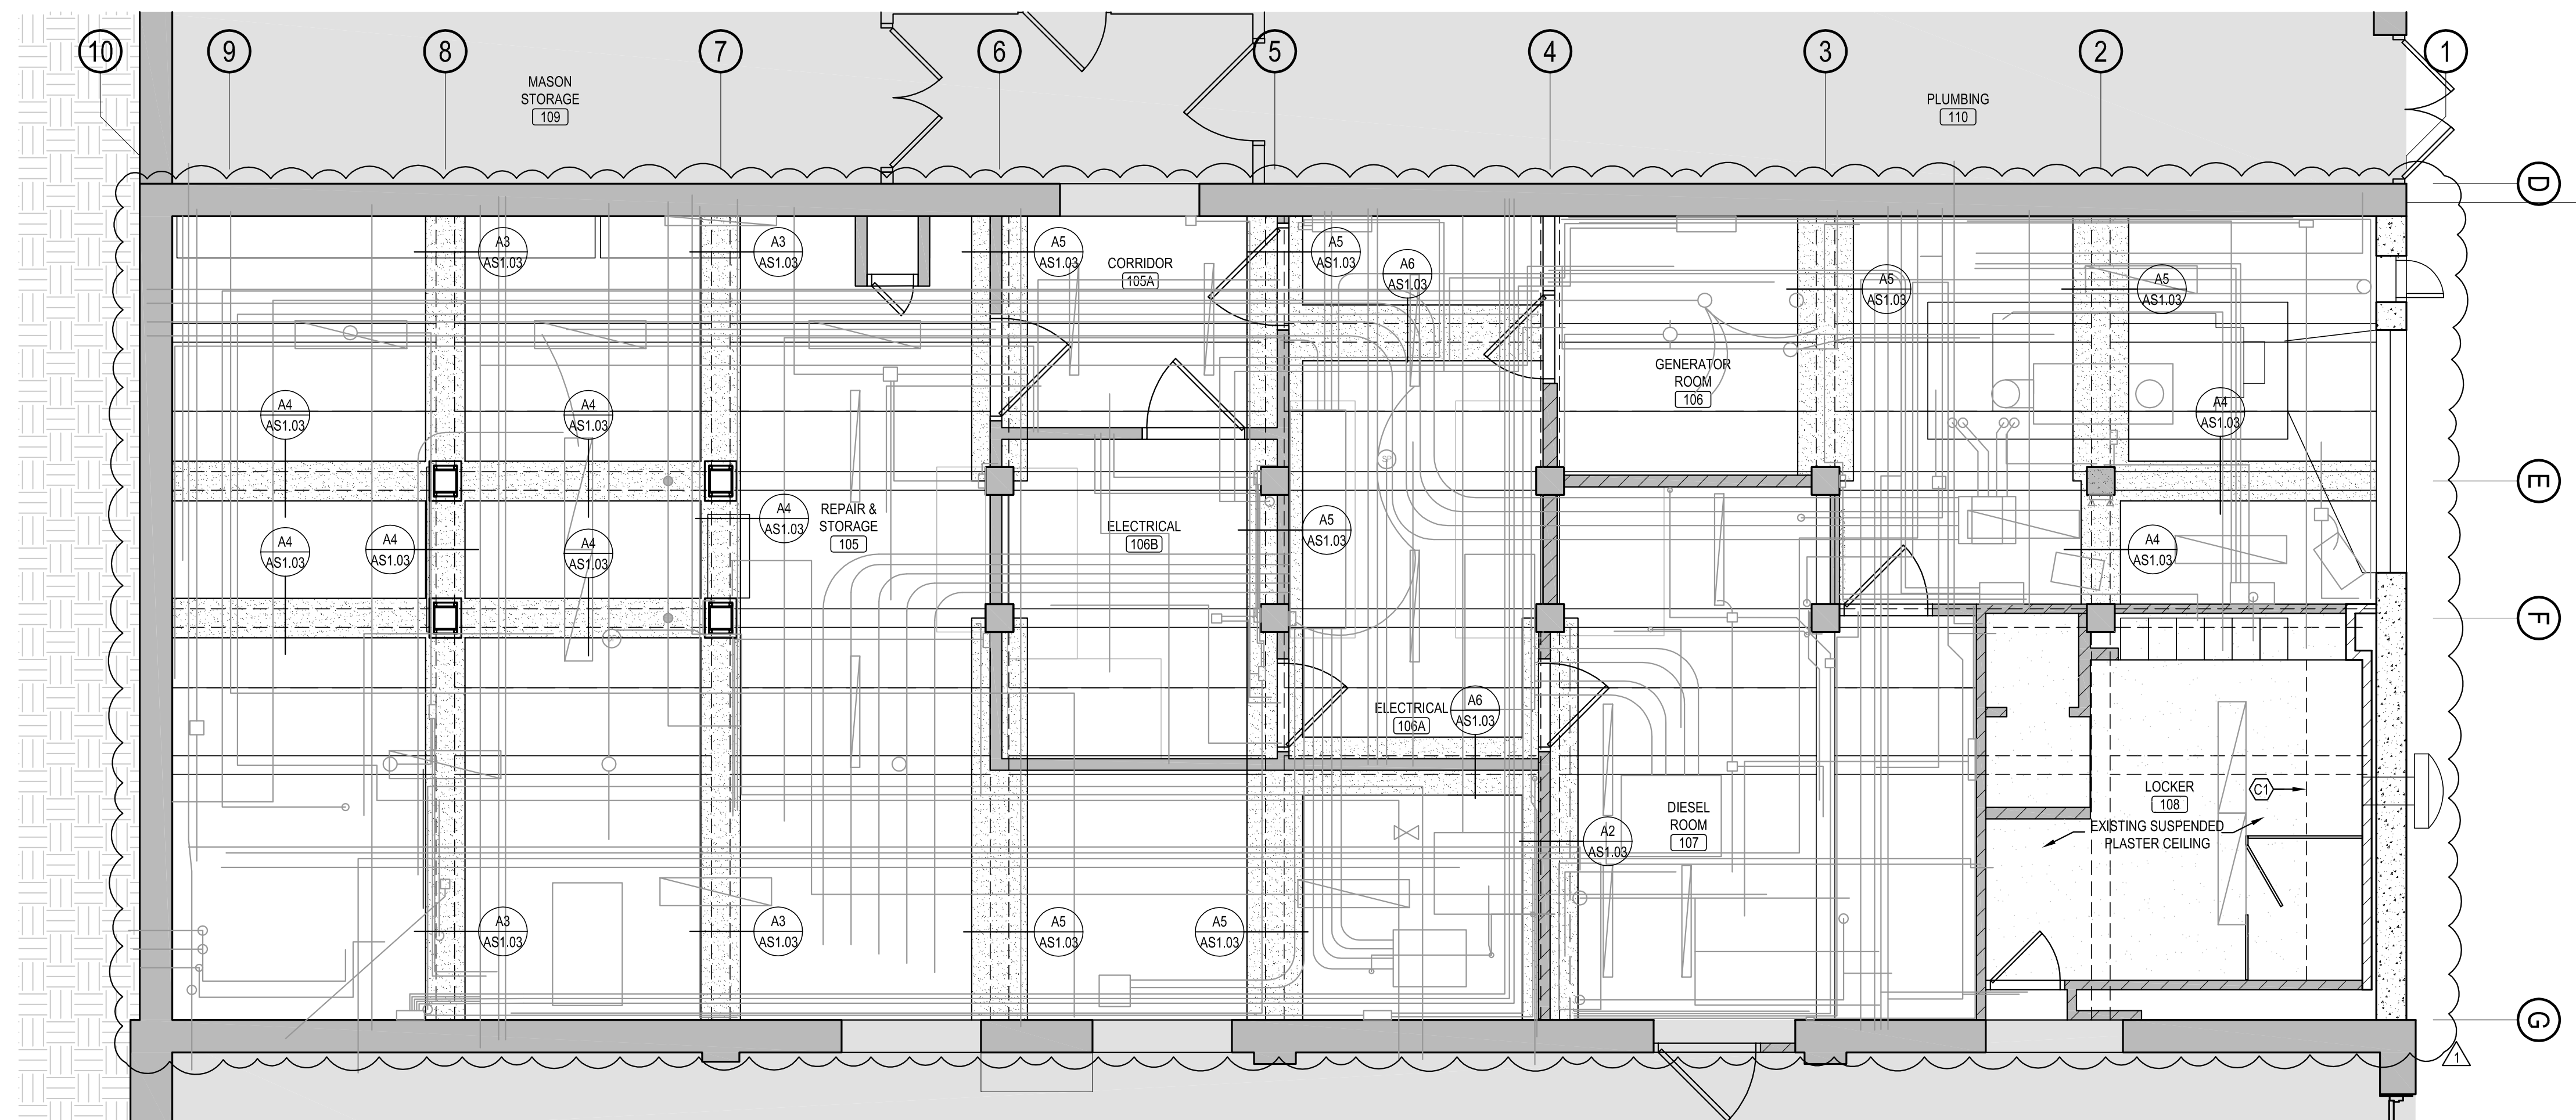 10
9
8
7
6
5
4
3
2
1
MASON
STORAGE
109
PLUMBING
110
D
A3
AS1.03
A3
AS1.03
A5
AS1.03
CORRIDOR
105A
A5
AS1.03
A6
AS1.03
A5
AS1.03
A5
AS1.03
GENERATOR
ROOM
106
A4
AS1.03
A4
AS1.03
A4
AS1.03
SP
E
A4
AS1.03
REPAIR &
STORAGE
105
ELECTRICAL
106B
A5
AS1.03
A4
AS1.03
A4
AS1.03
A4
AS1.03
A4
AS1.03
F
ELECTRICAL
106A
A6
AS1.03
DIESEL
ROOM
107
A2
AS1.03
LOCKER
108
C1
EXISTING SUSPENDED
PLASTER CEILING
A3
AS1.03
A3
AS1.03
A5
AS1.03
A5
AS1.03
G
1